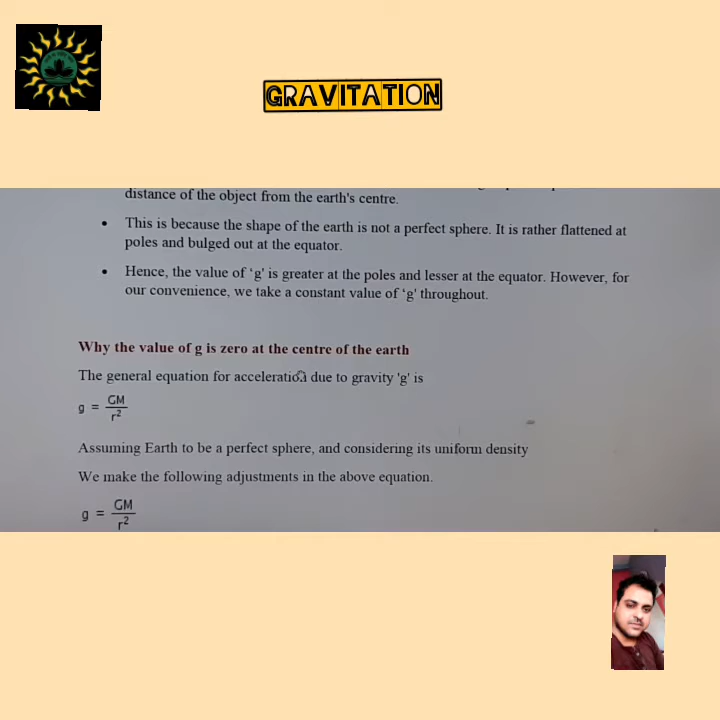 GRAVITATION
distance of the object from the earth's centre.
• This is because the shape of the earth is not a perfect sphere. It is rather flattened at
poles and bulged out at the equator.
• Hence, the value of 'g' is greater at the poles and lesser at the equator. However, for
our convenience, we take a constant value of 'g' throughout.
Why the value of g is zero at the centre of the earth
The general equation for acceleration due to gravity 'g' is
g = GM/r²
Assuming Earth to be a perfect sphere, and considering its uniform density
We make the following adjustments in the above equation.
g = GM/r²